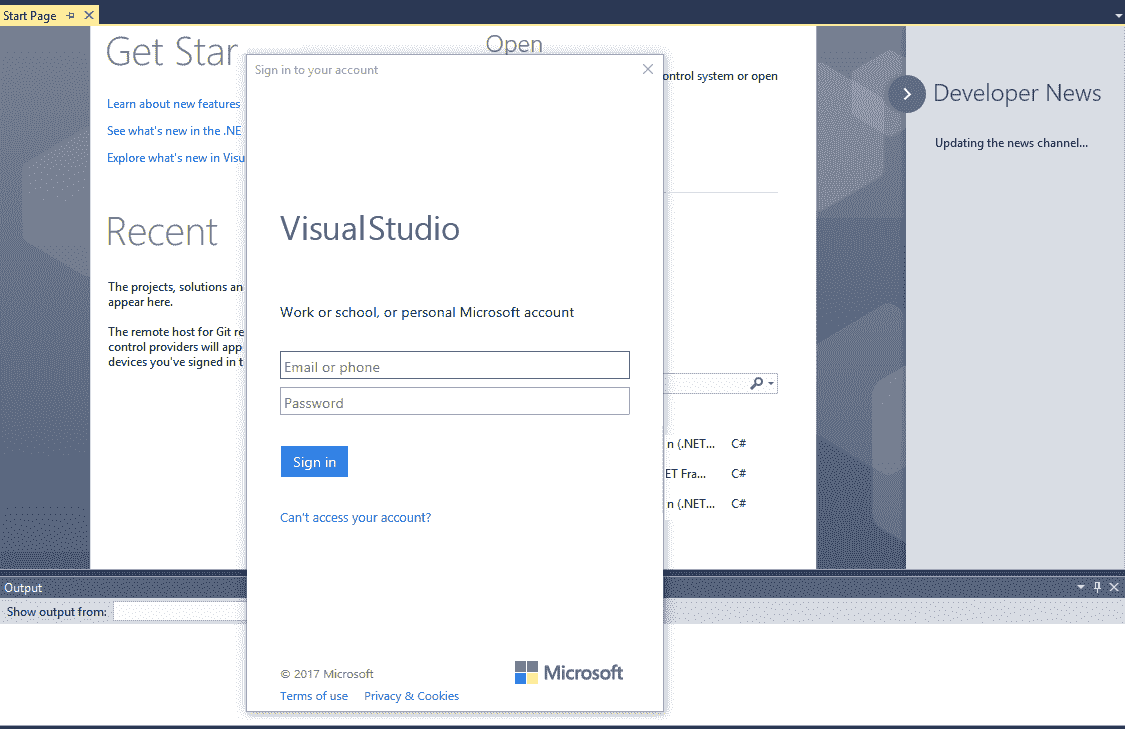 Start Page
Get Star
Open
ontrol system or open
Learn about new features
See what's new in the .NE
Explore what's new in Visu
Recent
The projects, solutions an
appear here.
The remote host for Git re
control providers will app
devices you've signed in t
Sign in to your account
VisualStudio
Work or school, or personal Microsoft account
Email or phone
Password
Sign in
Can't access your account?
© 2017 Microsoft
Microsoft
Terms of use Privacy & Cookies
n (.NET... C#
ET Fra... C#
n (.NET... C#
Developer News
Updating the news channel...
Output
Show output from: